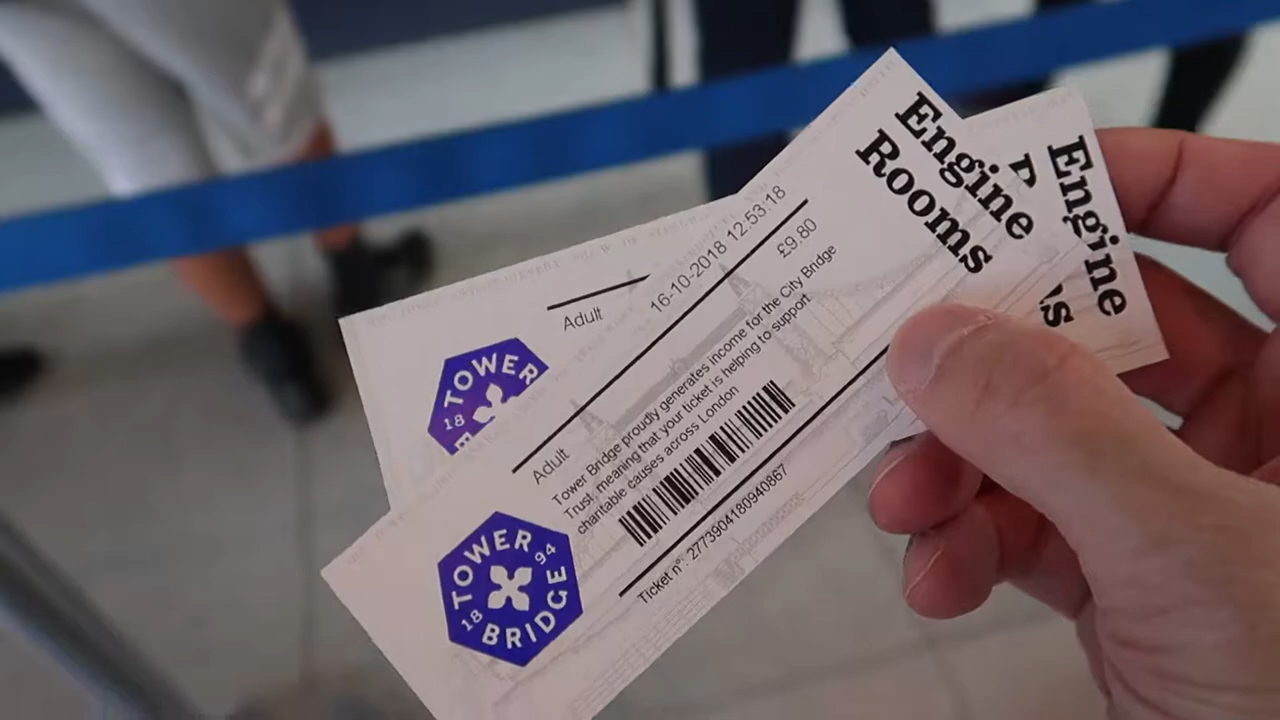 Engine
Rooms
16-10-2018 12:53:18
Adult
£9.80
Tower Bridge proudly generates income for the City Bridge
Trust, meaning that your ticket is helping to support
charitable causes across London
Ticket n°: 2773904180940867
TOWER
BRIDGE
18 94
Adult
TOWER
18
Engine